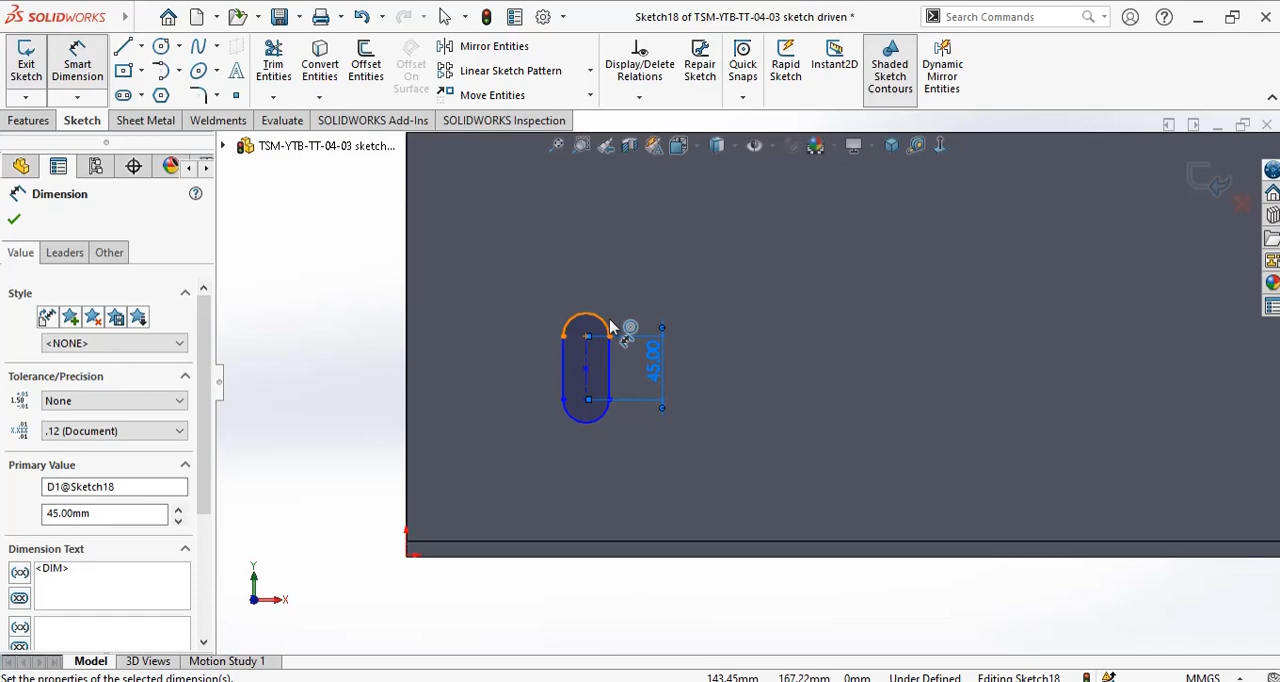 SOLIDWORKS
Sketch18 of TSM-YTB-TT-04-03 sketch driven *
Search Commands
Exit Sketch
Smart Dimension
Trim Entities
Convert Entities
Offset Entities
Offset On Surface
Mirror Entities
Linear Sketch Pattern
Move Entities
Display/Delete Relations
Repair Sketch
Quick Snaps
Rapid Sketch
Instant2D
Shaded Sketch Contours
Dynamic Mirror Entities
Features
Sketch
Sheet Metal
Weldments
Evaluate
SOLIDWORKS Add-Ins
SOLIDWORKS Inspection
TSM-YTB-TT-04-03 sketch...
Dimension
Value
Leaders
Other
Style
<NONE>
Tolerance/Precision
None
.12 (Document)
Primary Value
D1@Sketch18
45.00mm
Dimension Text
<DIM>
45.00
Y
X
Model
3D Views
Motion Study 1
Set the properties of the selected dimension(s).
143.45mm
167.22mm
0mm
Under Defined
Editing Sketch18
MMGS